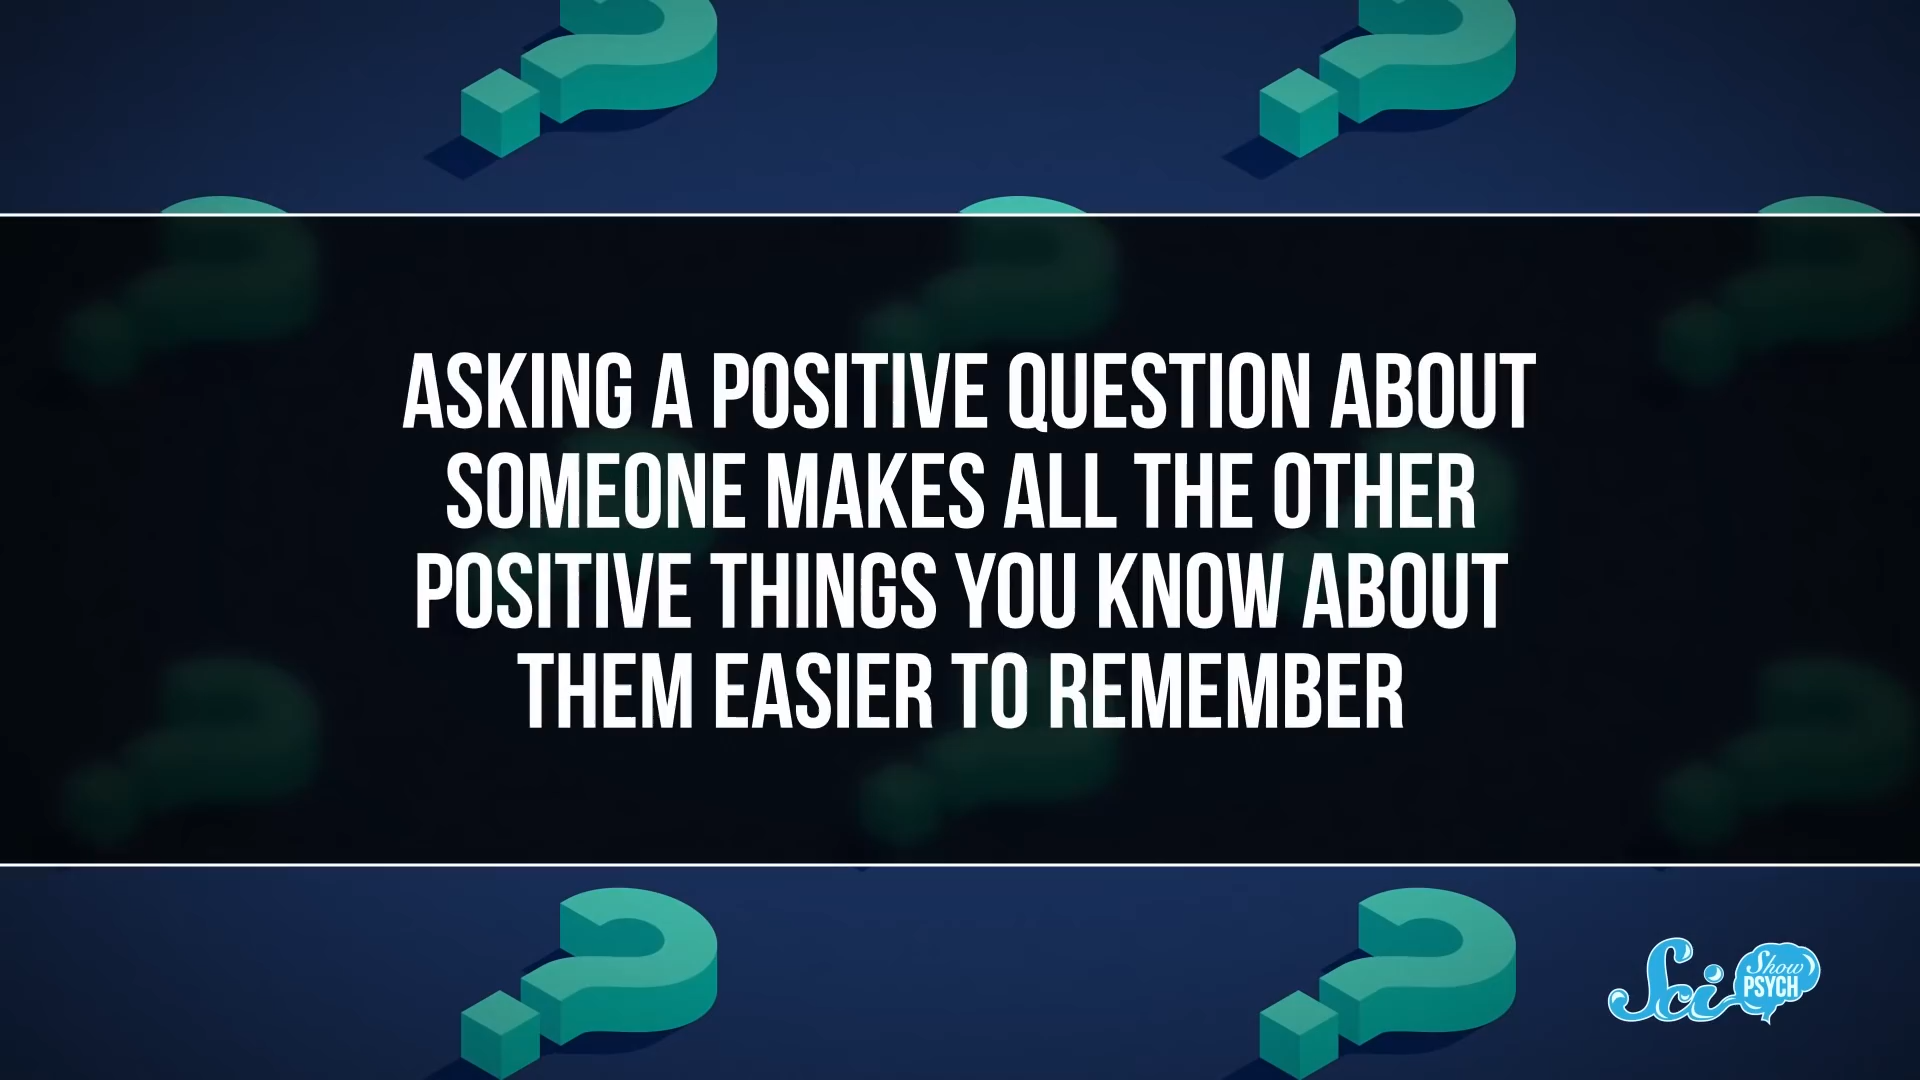 ASKING A POSITIVE QUESTION ABOUT
SOMEONE MAKES ALL THE OTHER
POSITIVE THINGS YOU KNOW ABOUT
THEM EASIER TO REMEMBER
Sci Show
PSYCH